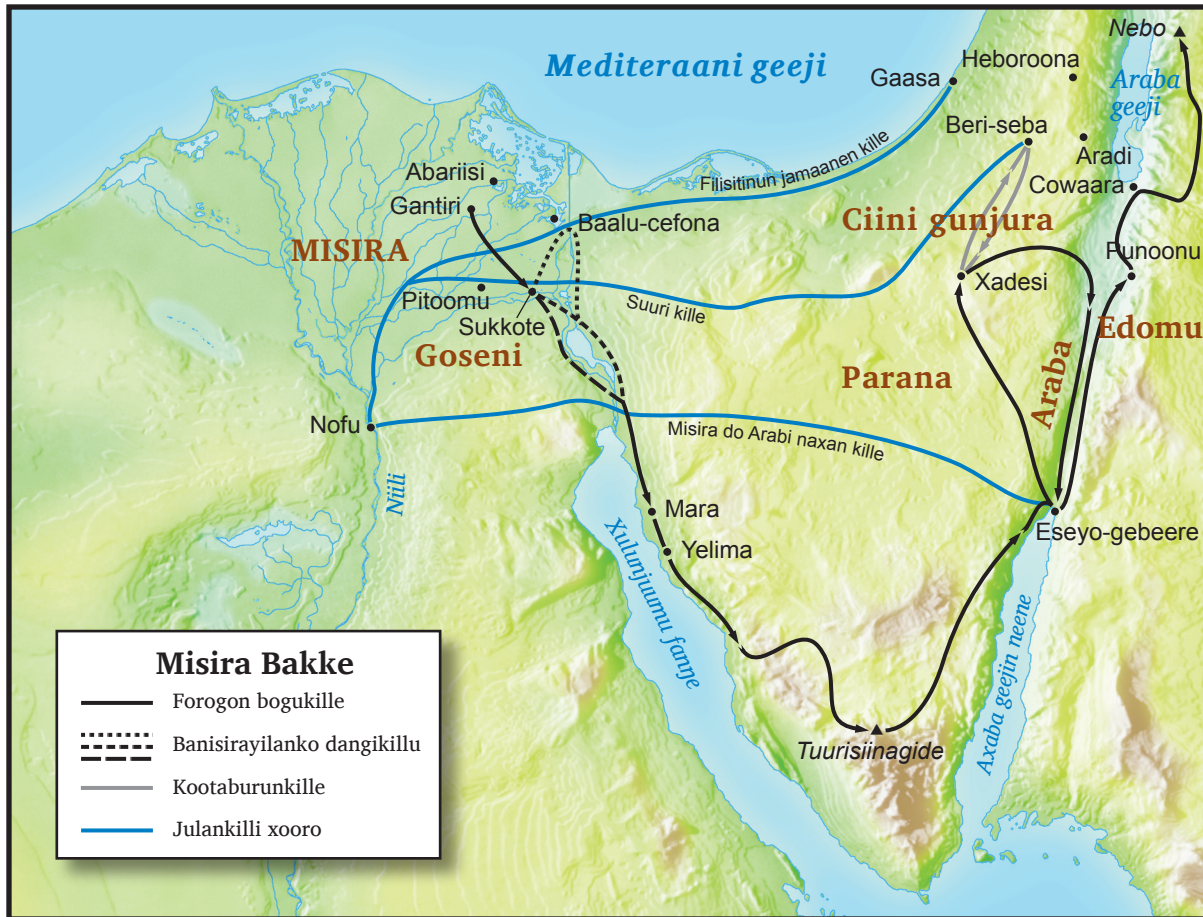 Nebo
Mediteraani geeji
Heboroona
Gaasa
Araba
geeji
Beri-seba
Aradi
Abariisi
Filisitinun jamaanen kille
Cowaara
Gantiri
Baalu-cefona
Ciini gunjura
MISIRA
Punoonu
Xadesi
Pitoomu
Suuri kille
Sukkote
Edomu
Goseni
Parana
Araba
Nofu
Misira do Arabi naxan kille
Niili
Mara
Eseyo-gebeere
Yelima
Xulunjuumu fanŋe
Axaba geejin neene
Tuurisiinagide
Misira Bakke
Forogon bogukille
Banisirayilanko dangikillu
Kootaburunkille
Julankilli xooro